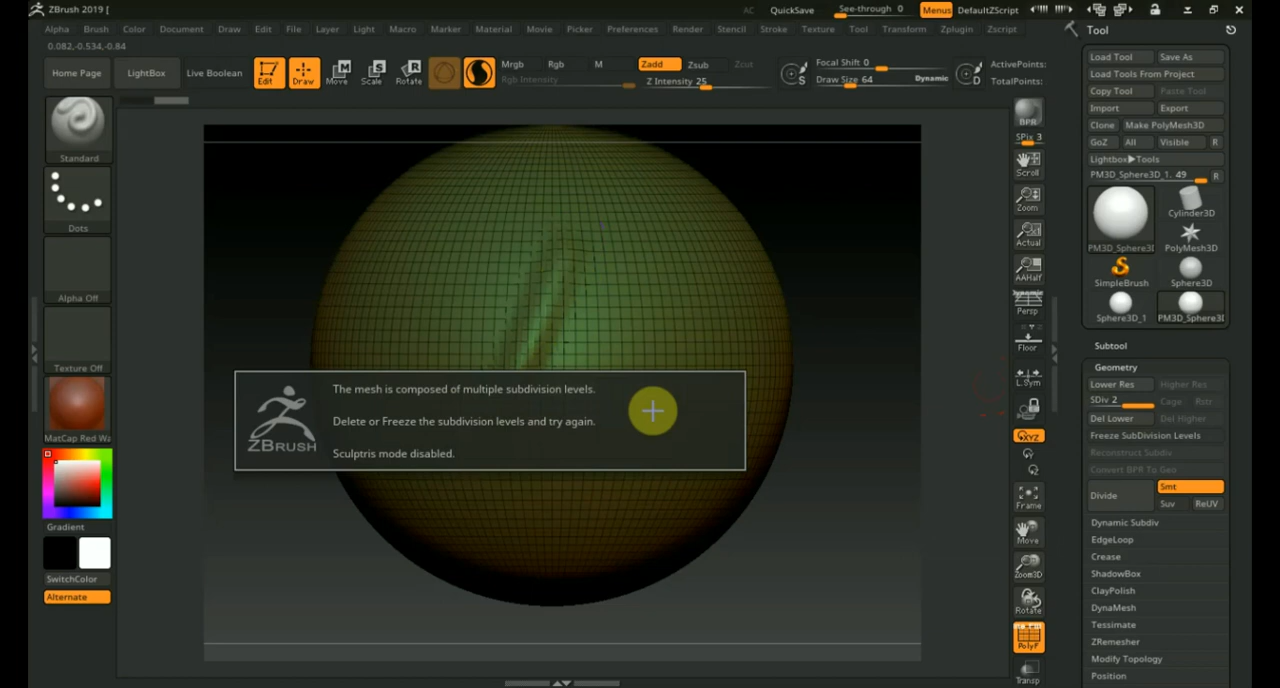 ZBrush 2019 [
AC
QuickSave
See-through 0
Menus
DefaultZScript
Alpha Brush Color Document Draw Edit File Layer Light Macro Marker Material Movie Picker Preferences Render Stencil Stroke Texture Tool Transform Zplugin Zscript
0.082,-0.534,-0.84
Home Page
LightBox
Live Boolean
Edit
Draw
Move
Scale
Rotate
Mrgb Rgb M
Rgb Intensity
Zadd Zsub Zcut
Z Intensity 25
S
Focal Shift 0
Draw Size 64
Dynamic
D
ActivePoints:
TotalPoints:
Standard
Dots
Alpha Off
Texture Off
MatCap Red Wa
Gradient
SwitchColor
Alternate
The mesh is composed of multiple subdivision levels.
Delete or Freeze the subdivision levels and try again.
Sculptris mode disabled.
ZBRUSH
BPR
SPix 3
Scroll
Zoom
Actual
AAHalf
Dynamic
Persp
Floor
L.Sym
XYZ
Frame
Move
Zoom3D
Rotate
PolyF
Transp
Tool
Load Tool Save As
Load Tools From Project
Copy Tool Paste Tool
Import Export
Clone Make PolyMesh3D
GoZ All Visible R
Lightbox▶Tools
PM3D_Sphere3D_1. 49 R
PM3D_Sphere3D
Cylinder3D
PolyMesh3D
SimpleBrush
Sphere3D
Sphere3D_1
PM3D_Sphere3D
Subtool
Geometry
Lower Res Higher Res
SDiv 2 Cage Rstr
Del Lower Del Higher
Freeze SubDivision Levels
Reconstruct Subdiv
Convert BPR To Geo
Divide
Smt
Suv ReUV
Dynamic Subdiv
EdgeLoop
Crease
ShadowBox
ClayPolish
DynaMesh
Tessimate
ZRemesher
Modify Topology
Position